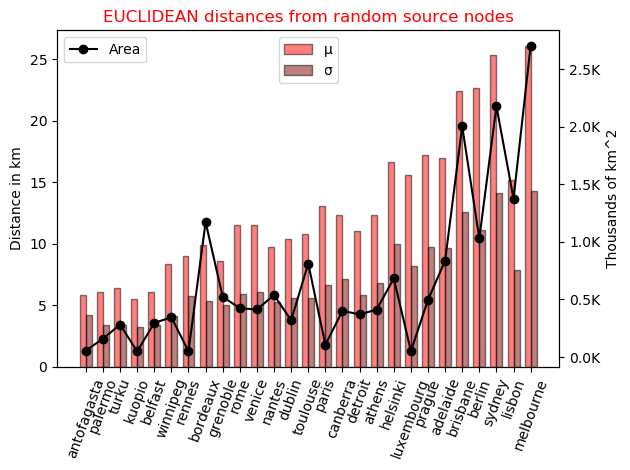 EUCLIDEAN distances from random source nodes
Area
μ
σ
Distance in km
25
20
15
10
5
0
2.5K
2.0K
1.5K
1.0K
0.5K
0.0K
Thousands of km^2
antofagasta
palermo
turku
kuopio
belfast
winnipeg
rennes
bordeaux
grenoble
rome
venice
nantes
dublin
toulouse
paris
canberra
detroit
athens
helsinki
luxembourg
prague
adelaide
brisbane
berlin
sydney
lisbon
melbourne